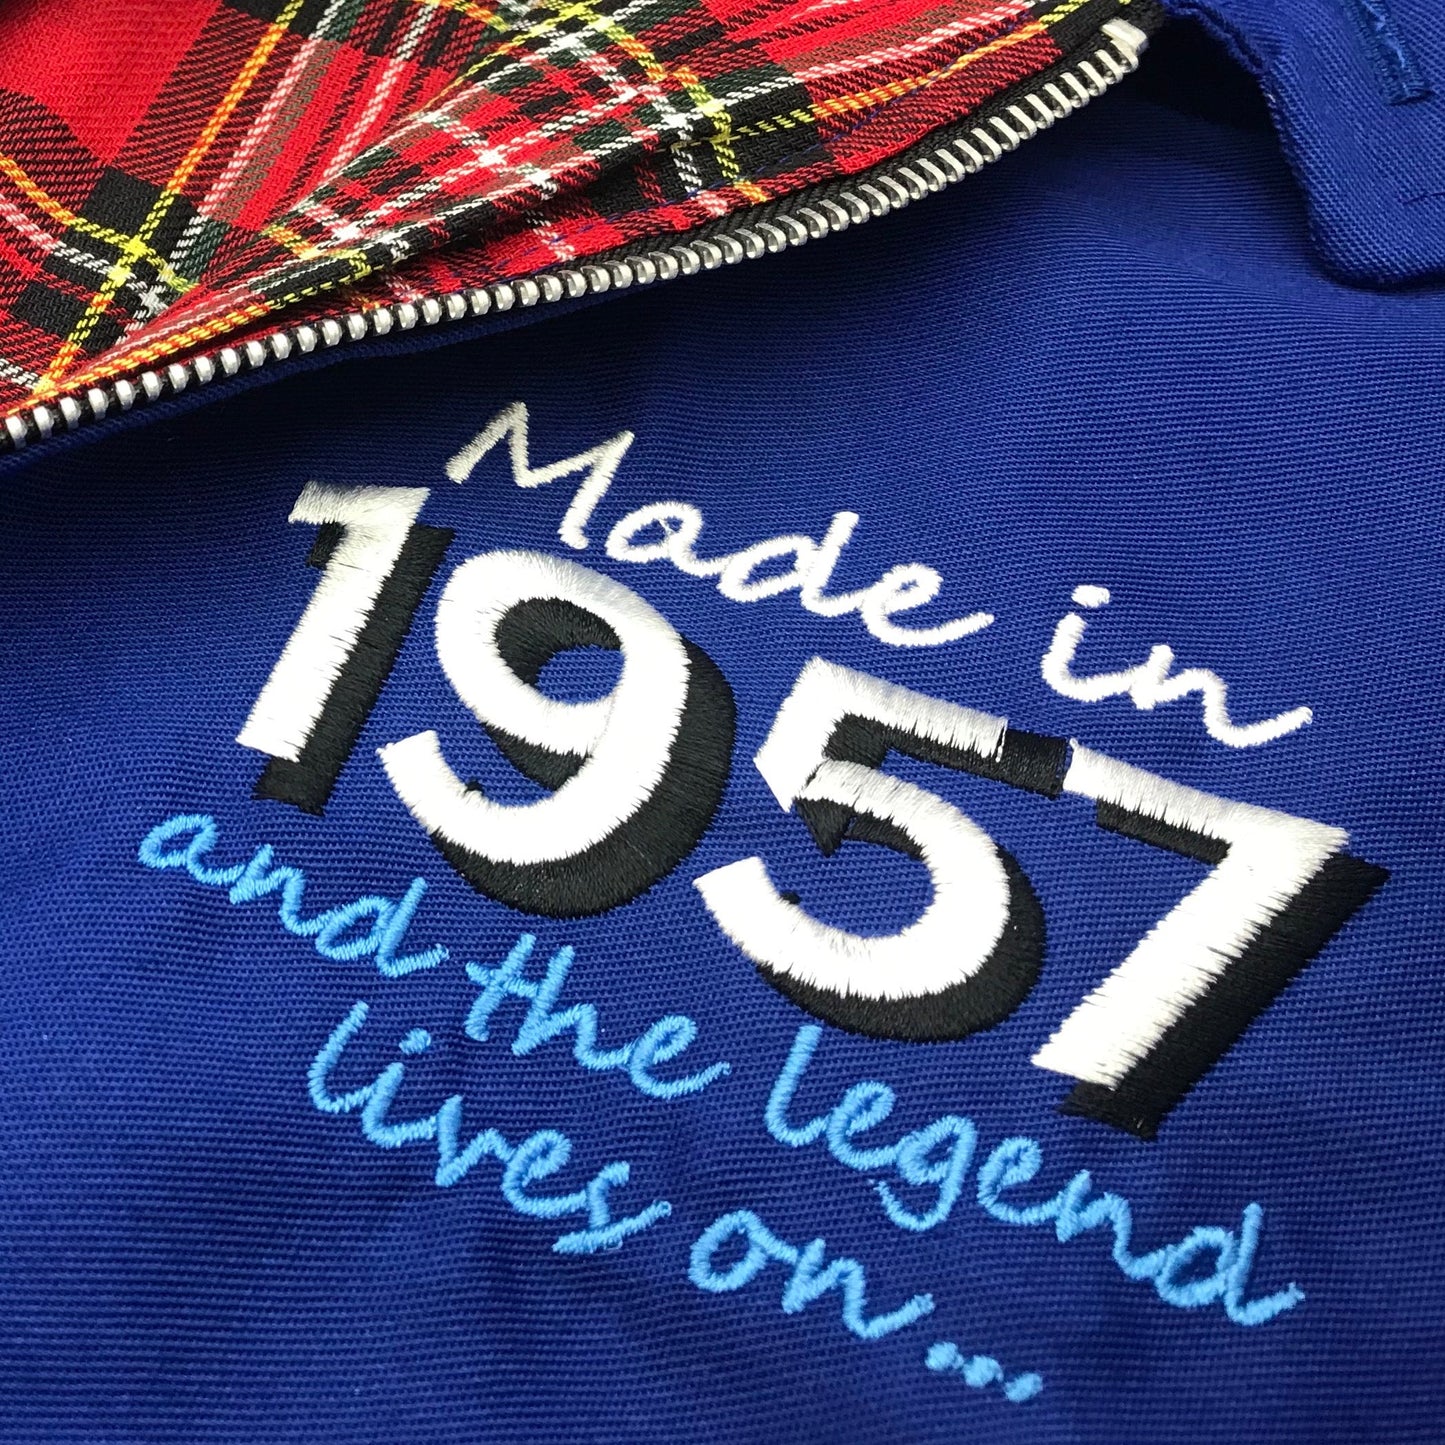 Made in
1957
and the legend
lives on...